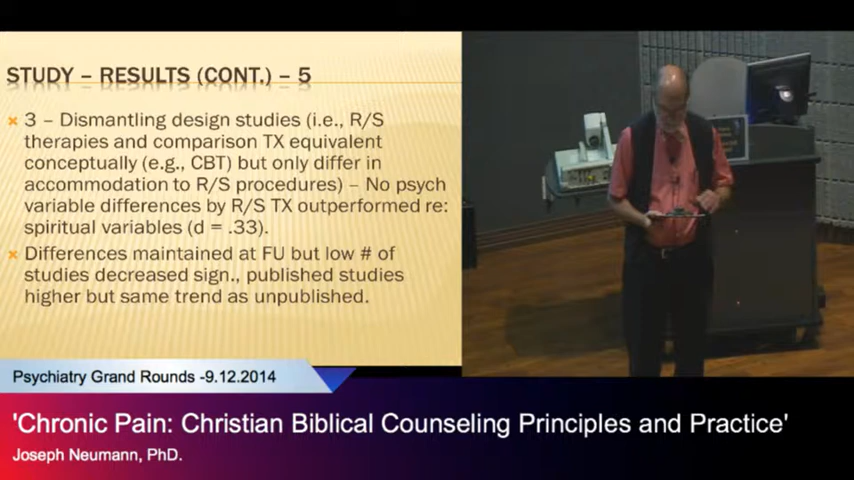 STUDY – RESULTS (CONT.) – 5
3 – Dismantling design studies (i.e., R/S
therapies and comparison TX equivalent
conceptually (e.g., CBT) but only differ in
accommodation to R/S procedures) – No psych
variable differences by R/S TX outperformed re:
spiritual variables (d = .33).
Differences maintained at FU but low # of
studies decreased sign., published studies
higher but same trend as unpublished.
Psychiatry Grand Rounds -9.12.2014
'Chronic Pain: Christian Biblical Counseling Principles and Practice'
Joseph Neumann, PhD.